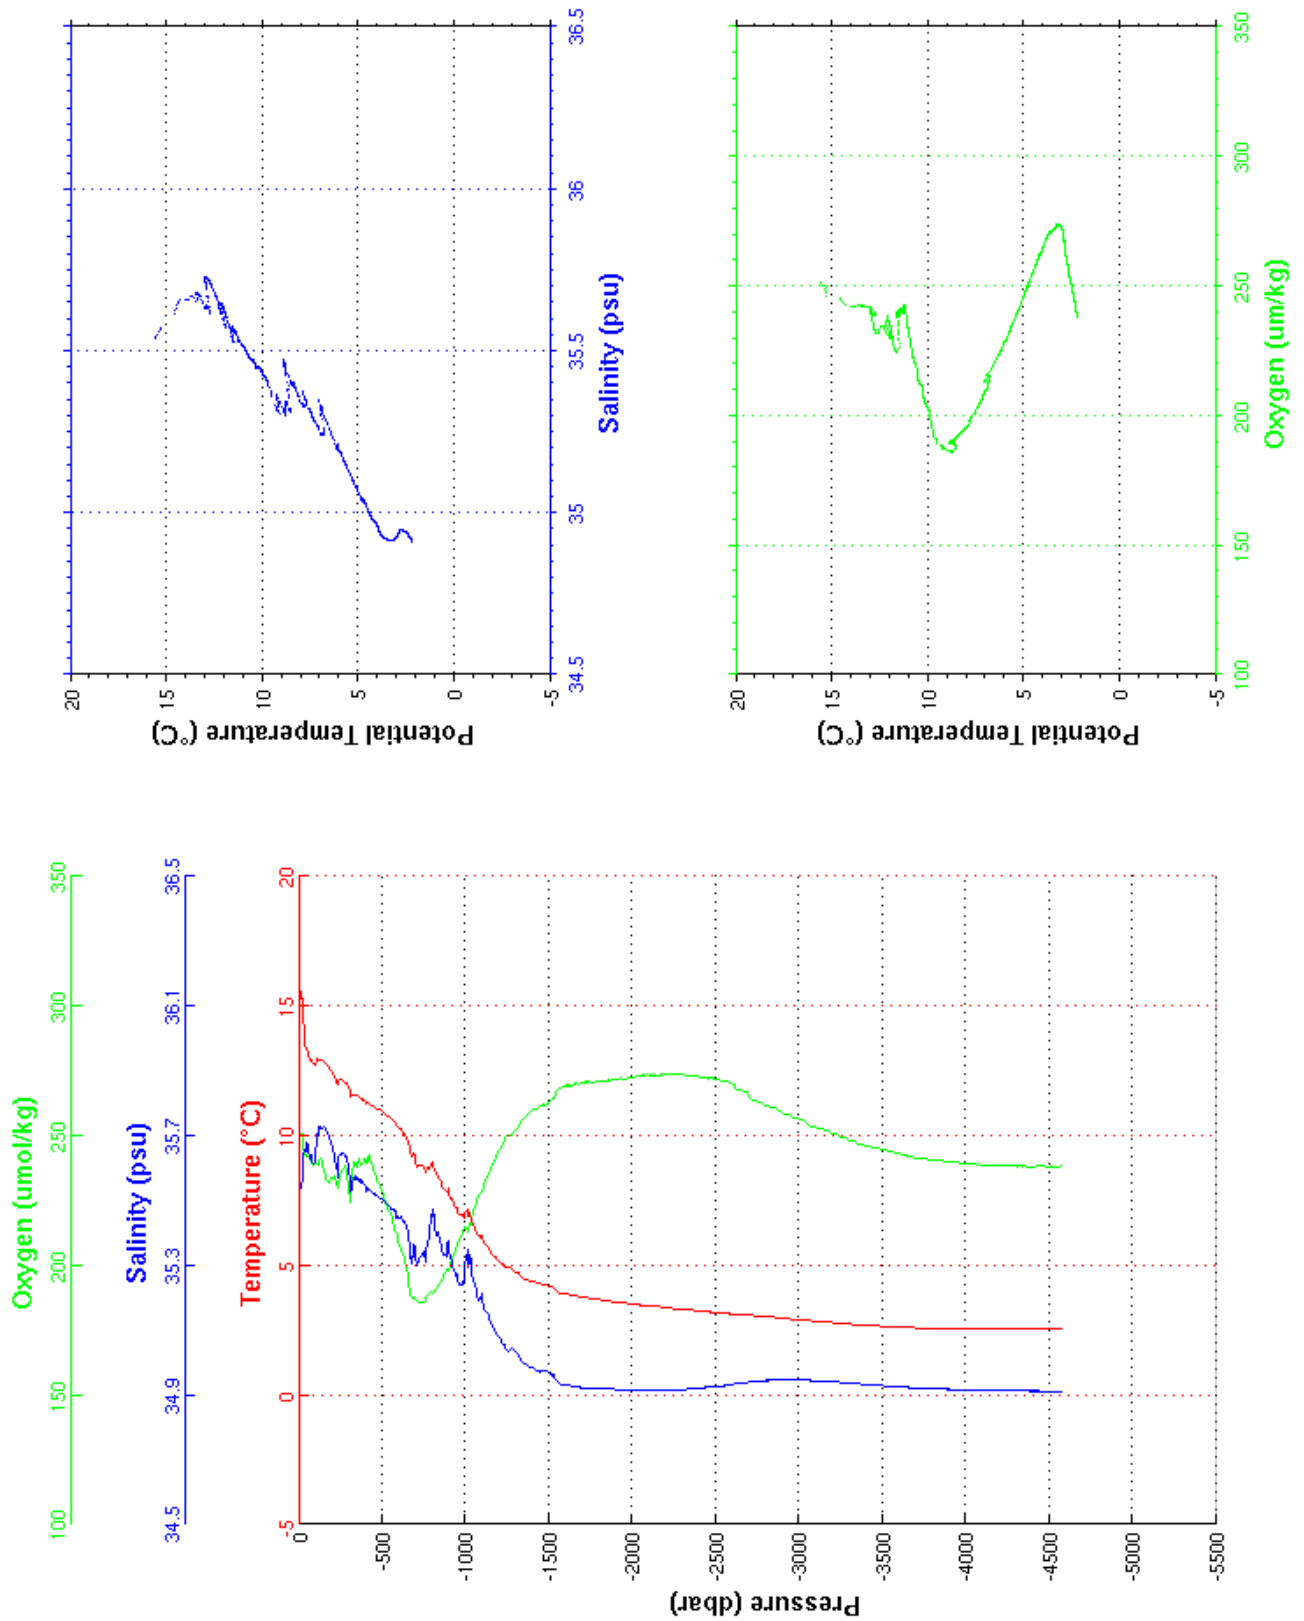 Oxygen (umol/kg)
100 150 200 250 300 350
Salinity (psu)
34.5 34.9 35.3 35.7 36.1 36.5
Temperature (°C)
-5 0 5 10 15 20
Pressure (dbar)
0
-500
-1000
-1500
-2000
-2500
-3000
-3500
-4000
-4500
-5000
-5500
Potential Temperature (°C)
20
15
10
5
0
-5
34.5 35 35.5 36 36.5
Salinity (psu)
Potential Temperature (°C)
20
15
10
5
0
-5
100 150 200 250 300 350
Oxygen (um/kg)